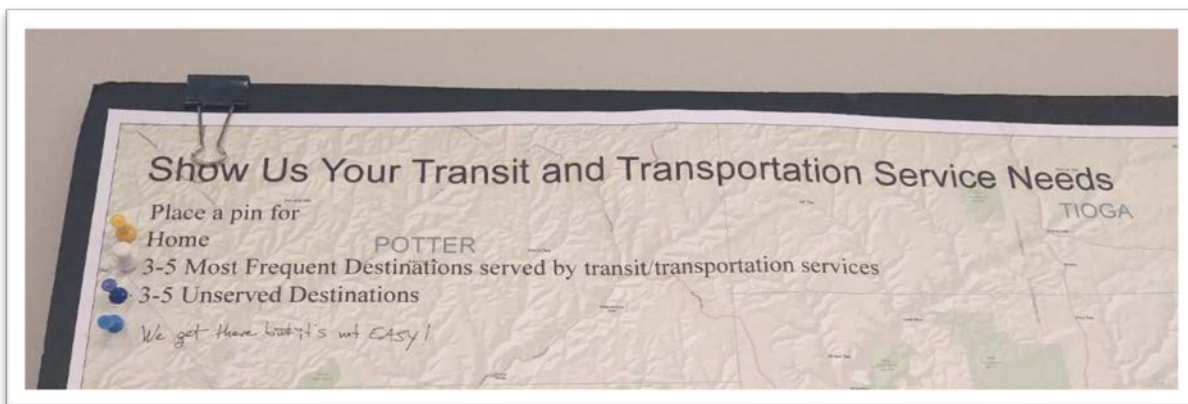 Show Us Your Transit and Transportation Service Needs
Place a pin for
TIOGA
Home
POTTER
3-5 Most Frequent Destinations served by transit/transportation services
3-5 Unserved Destinations
We get there but it's not EASY!